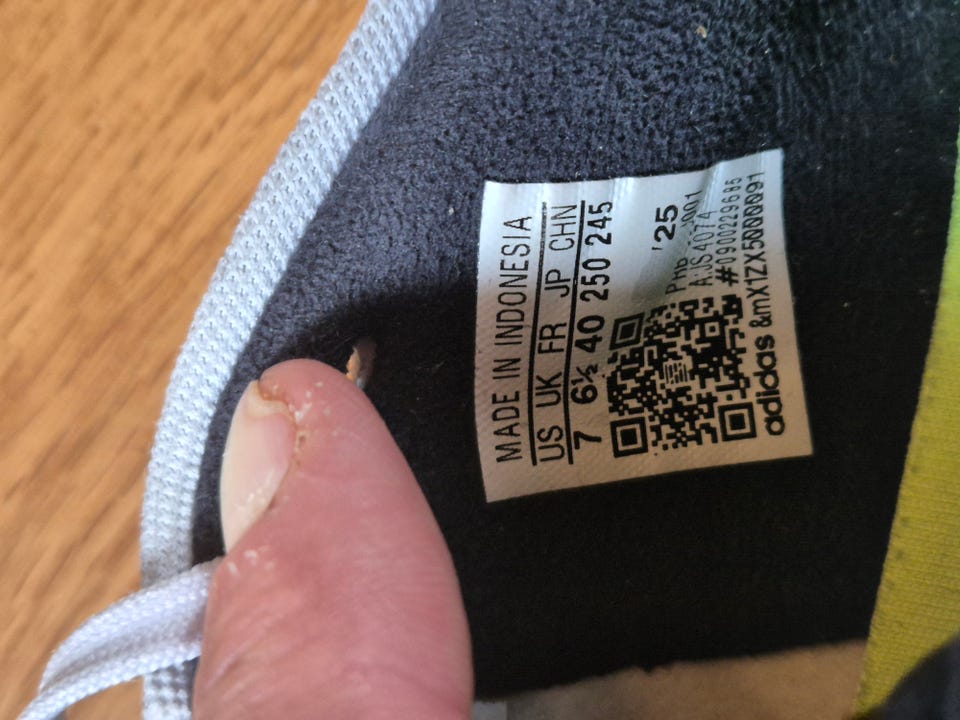 MADE IN INDONESIA
US UK FR JP CHN
7 6½ 40 250 245
'25
A:JS4074
#0900229685
adidas &mX1ZX5000091